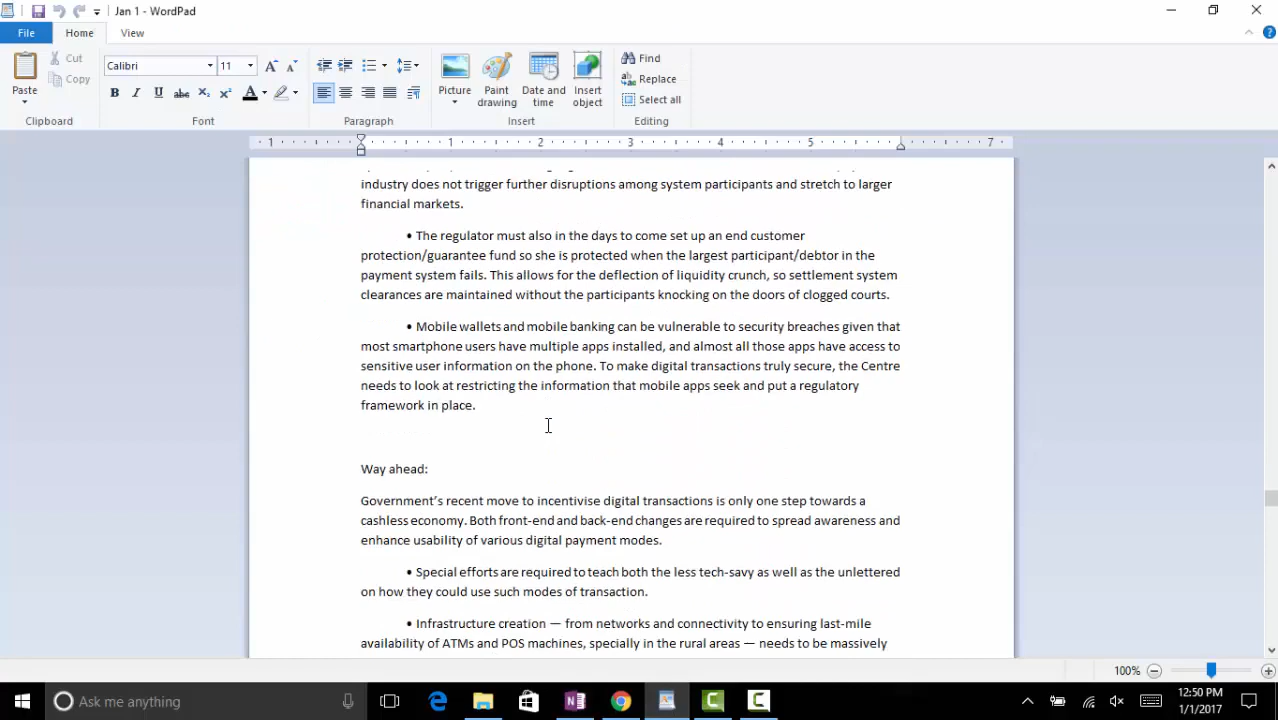 Jan 1 - WordPad
File Home View
Paste
Cut
Copy
Clipboard
Calibri 11
Font
Paragraph
Picture
Paint drawing
Date and time
Insert object
Insert
Find
Replace
Select all
Editing
1 1 2 3 4 5 7
industry does not trigger further disruptions among system participants and stretch to larger
financial markets.
• The regulator must also in the days to come set up an end customer
protection/guarantee fund so she is protected when the largest participant/debtor in the
payment system fails. This allows for the deflection of liquidity crunch, so settlement system
clearances are maintained without the participants knocking on the doors of clogged courts.
• Mobile wallets and mobile banking can be vulnerable to security breaches given that
most smartphone users have multiple apps installed, and almost all those apps have access to
sensitive user information on the phone. To make digital transactions truly secure, the Centre
needs to look at restricting the information that mobile apps seek and put a regulatory
framework in place.
Way ahead:
Government’s recent move to incentivise digital transactions is only one step towards a
cashless economy. Both front-end and back-end changes are required to spread awareness and
enhance usability of various digital payment modes.
• Special efforts are required to teach both the less tech-savy as well as the unlettered
on how they could use such modes of transaction.
• Infrastructure creation — from networks and connectivity to ensuring last-mile
availability of ATMs and POS machines, specially in the rural areas — needs to be massively
100%
Ask me anything
12:50 PM
1/1/2017